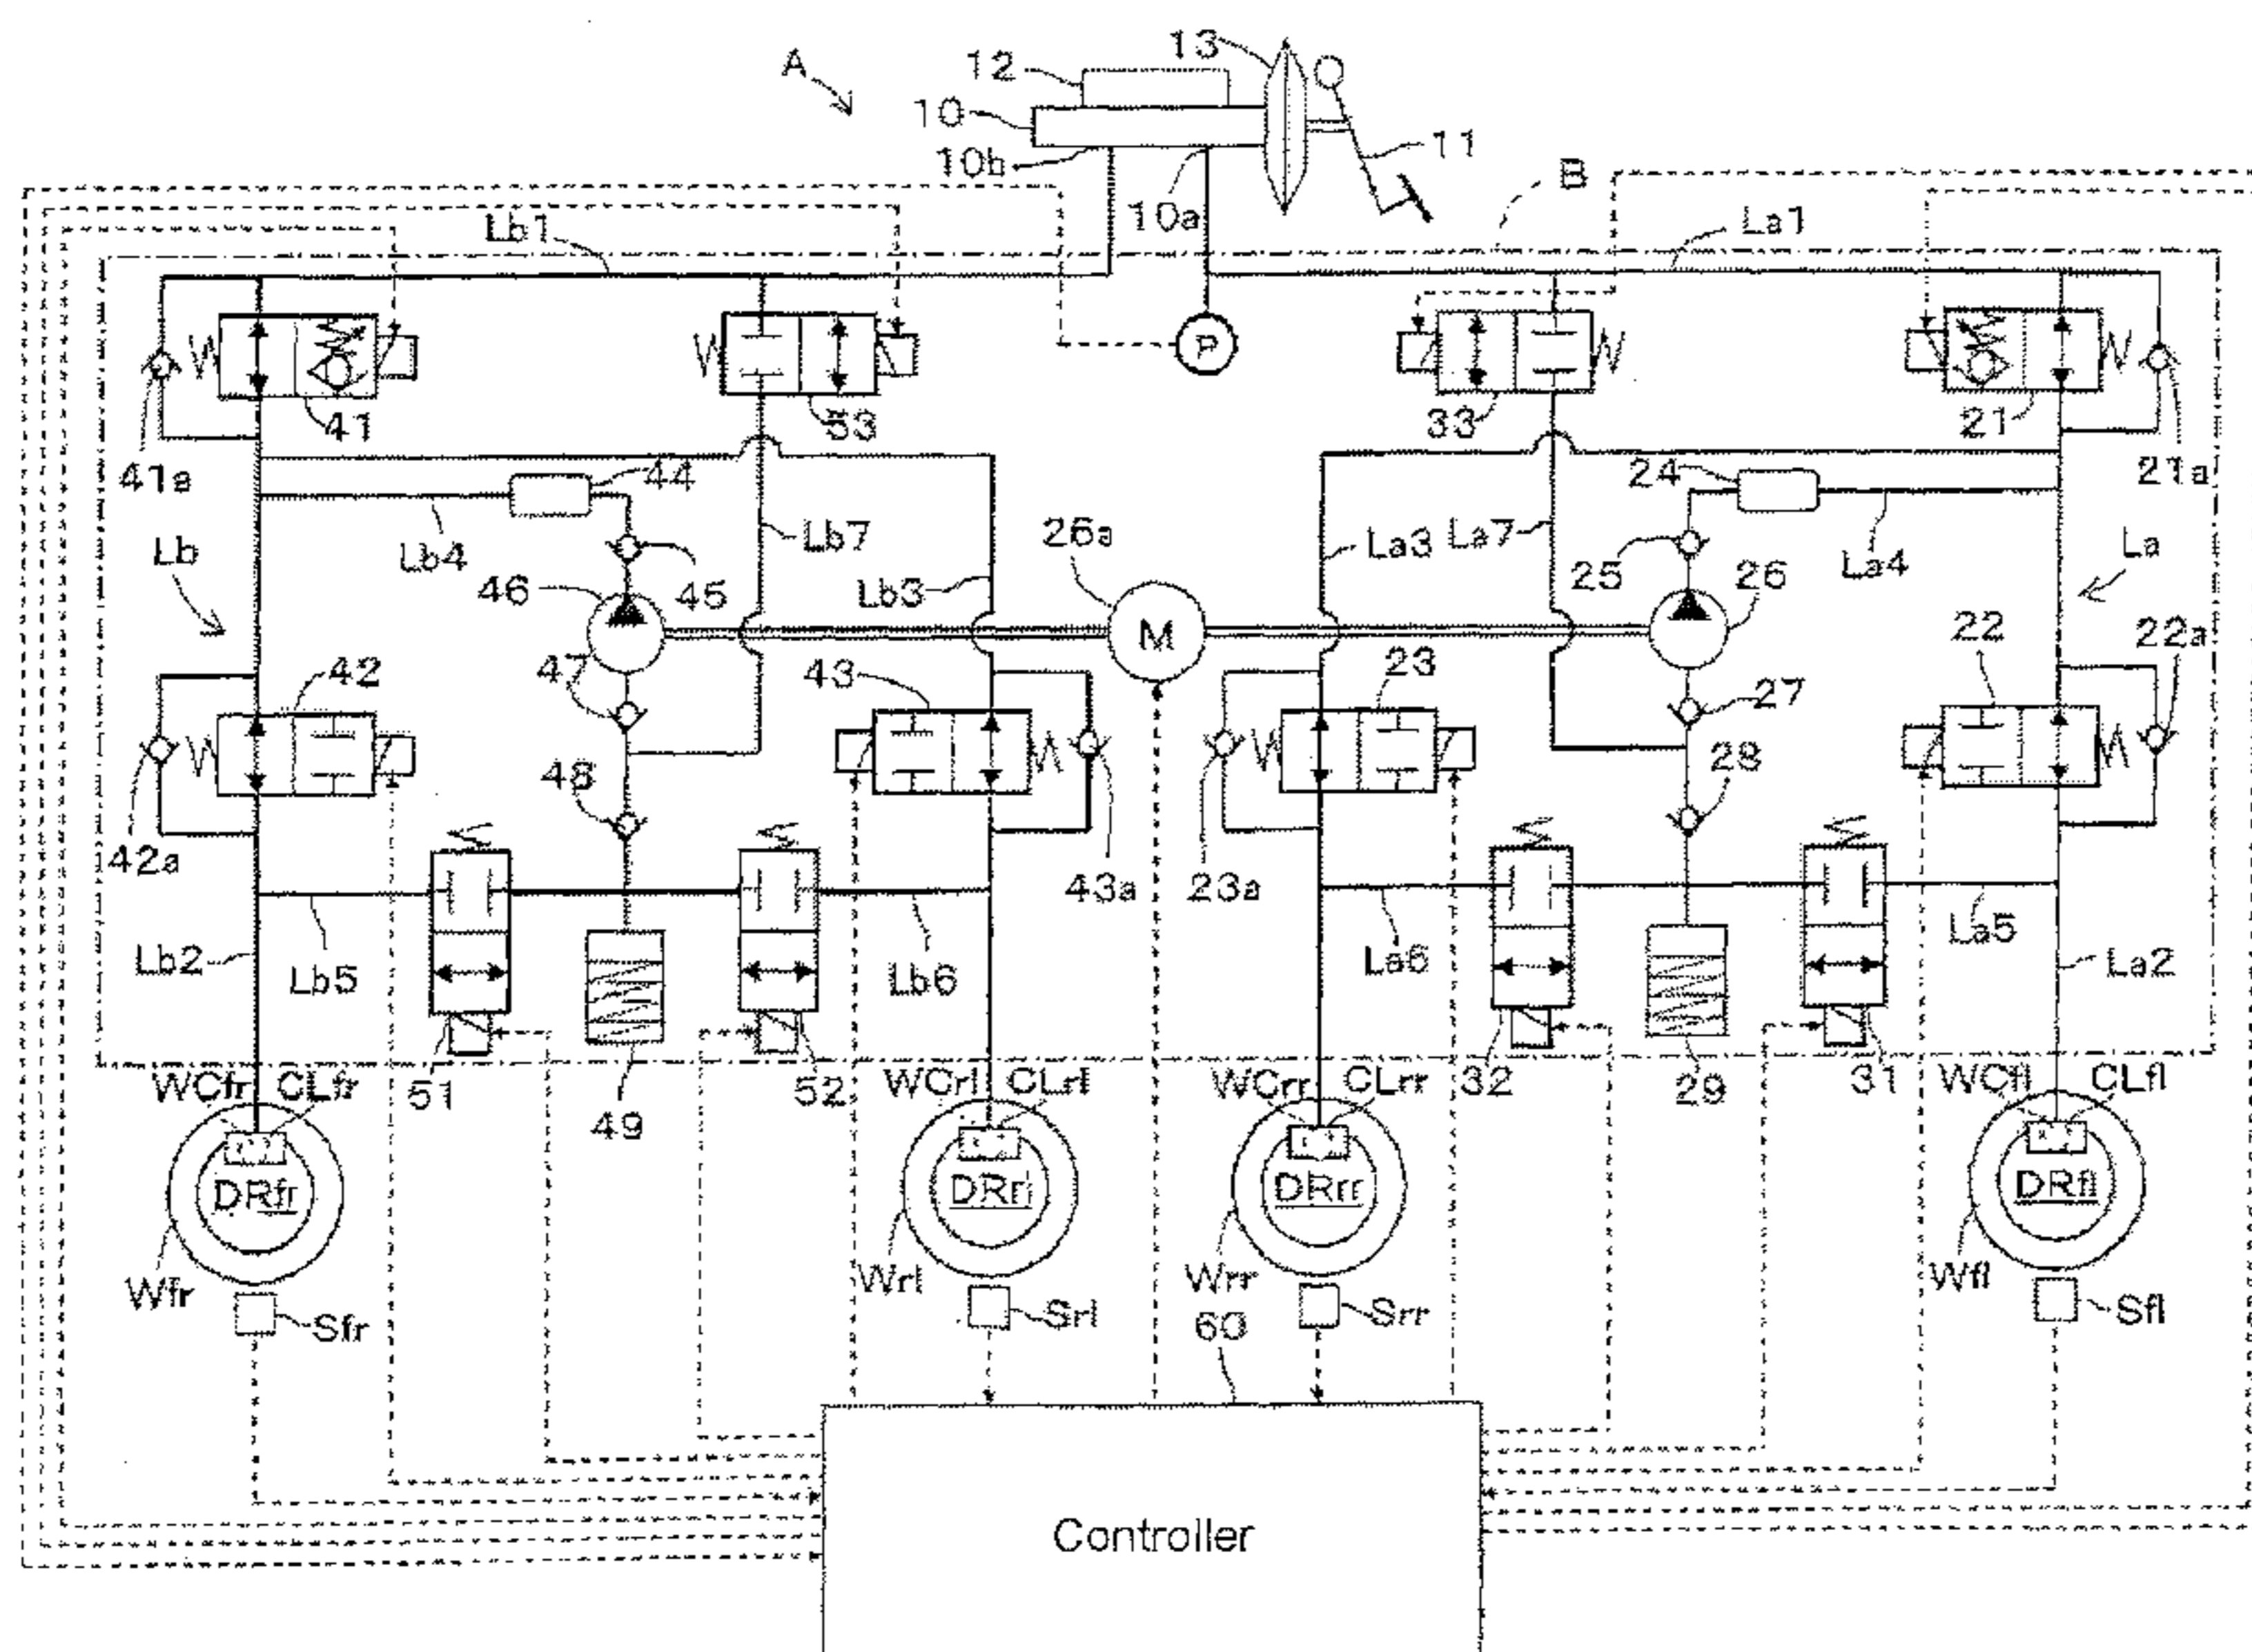 A
12
13
10
10b
10a
11
B
Lb1
La1
P
41
53
33
21
41a
44
24
21a
Lb
Lb4
Lb7
26a
La3
La7
La4
La
25
46
45
Lb3
26
M
42
47
43
23
22
22a
27
48
28
42a
43a
23a
Lb2
Lb5
Lb6
La6
La5
La2
WCfr
CLfr
51
49
52
WCrl
CLrl
WCrr
CLrr
32
29
31
WCfl
CLfl
DRfr
DRrl
DRrr
DRfl
Wfr
Wrl
Wrr
Wfl
Sfr
Srl
60
Srr
Sfl
Controller